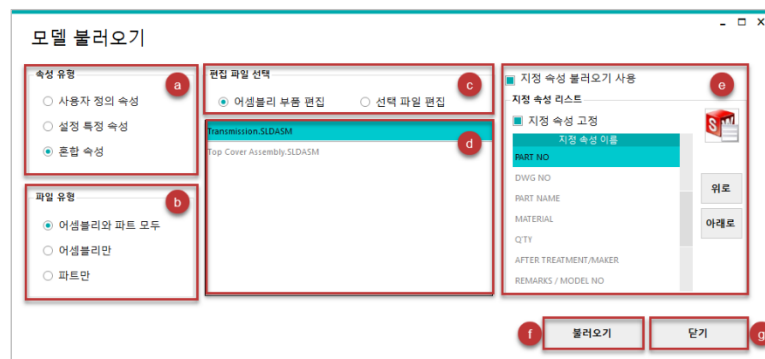 모델 불러오기
속성 유형
a
사용자 정의 속성
설정 특정 속성
혼합 속성
파일 유형
b
어셈블리와 파트 모두
어셈블리만
파트만
편집 파일 선택
c
어셈블리 부품 편집
선택 파일 편집
Transmission.SLDASM
d
Top Cover Assembly.SLDASM
지정 속성 불러오기 사용
e
지정 속성 리스트
지정 속성 고정
지정 속성 이름
PART NO
DWG NO
PART NAME
MATERIAL
Q'TY
AFTER TREATMENT/MAKER
REMARKS / MODEL NO
위로
아래로
f
불러오기
닫기
g